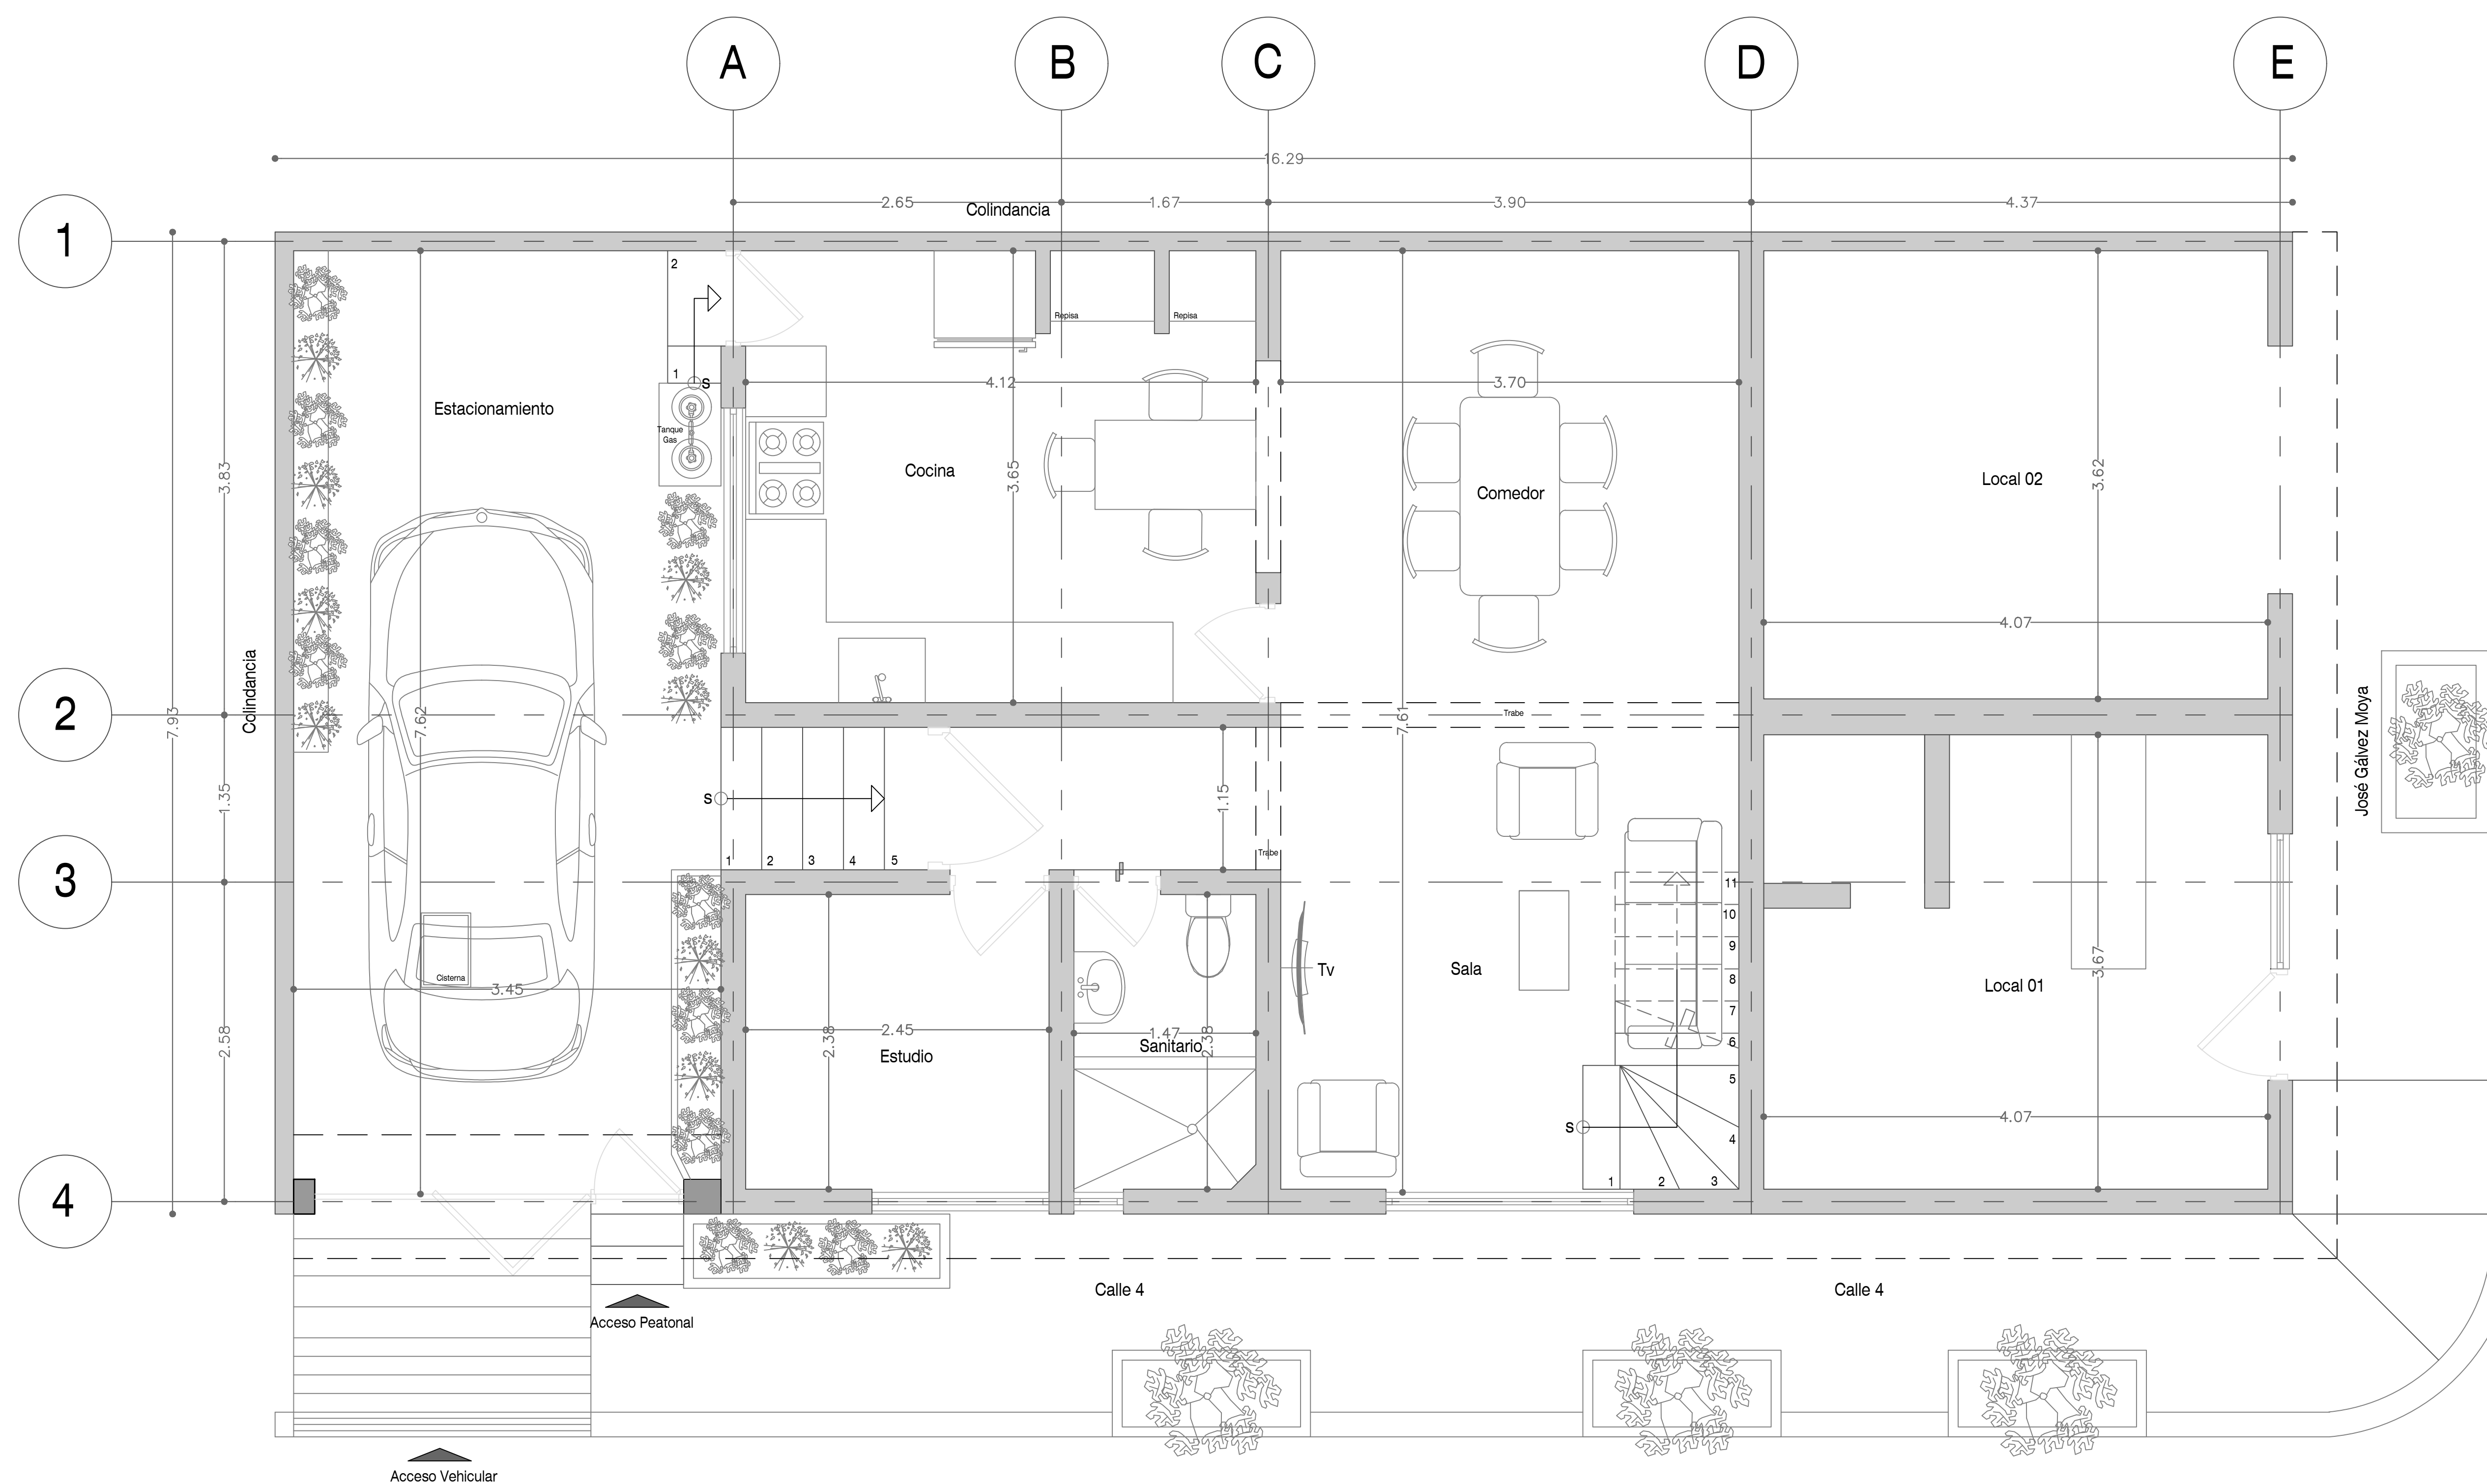 A
B
C
D
E
16.29
2.65
1.67
3.90
4.37
Colindancia
1
2
3
4
7.93
3.83
1.35
2.58
Colindancia
2
1
s
Repisa
Repisa
4.12
3.70
Estacionamiento
Tanque
Gas
Cocina
3.65
Comedor
Local 02
3.62
4.07
7.62
7.61
Trabe
José Gálvez Moya
s
1
2
3
4
5
1.15
Trabe
11
10
9
8
7
6
5
4
3
2
1
s
Cisterna
3.45
2.38
2.45
Estudio
1.47
Sanitario
2.38
Tv
Sala
Local 01
3.67
4.07
Calle 4
Calle 4
Acceso Peatonal
Acceso Vehicular